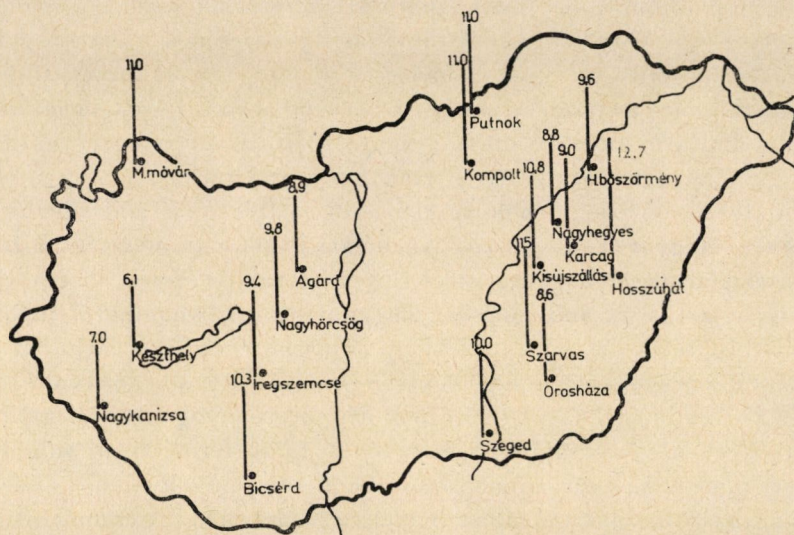 11.0
Putnok
11.0
Kompolt
11.0
M.móvár
9.6
H.böszörmény
8.8
Nagyhegyes
9.0
Karcag
12.7
Hosszúhát
10.8
Kisújszállás
8.9
Agárd
9.8
Nagyhörcsög
11.5
Szarvas
9.4
Iregszemcse
6.1
Keszthely
8.6
Orosháza
7.0
Nagykanizsa
10.0
Szeged
10.3
Bicsérd